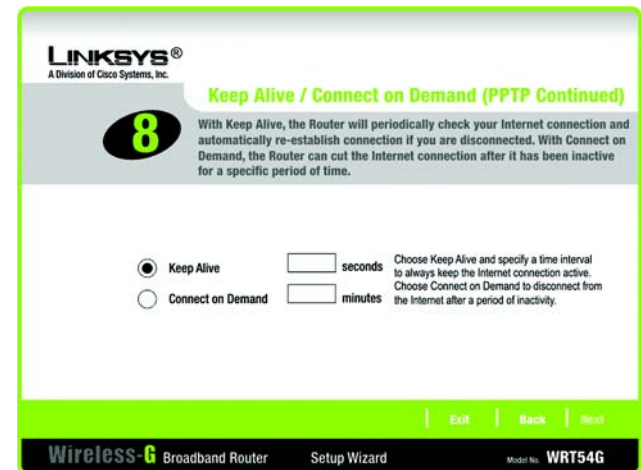 LINKSYS®
A Division of Cisco Systems, Inc.
Keep Alive / Connect on Demand (PPTP Continued)
8
With Keep Alive, the Router will periodically check your Internet connection and
automatically re-establish connection if you are disconnected. With Connect on
Demand, the Router can cut the Internet connection after it has been inactive
for a specific period of time.
Keep Alive seconds
Choose Keep Alive and specify a time interval
to always keep the Internet connection active.
Connect on Demand minutes
Choose Connect on Demand to disconnect from
the Internet after a period of inactivity.
Exit Back Next
Wireless-G Broadband Router Setup Wizard Model No. WRT54G